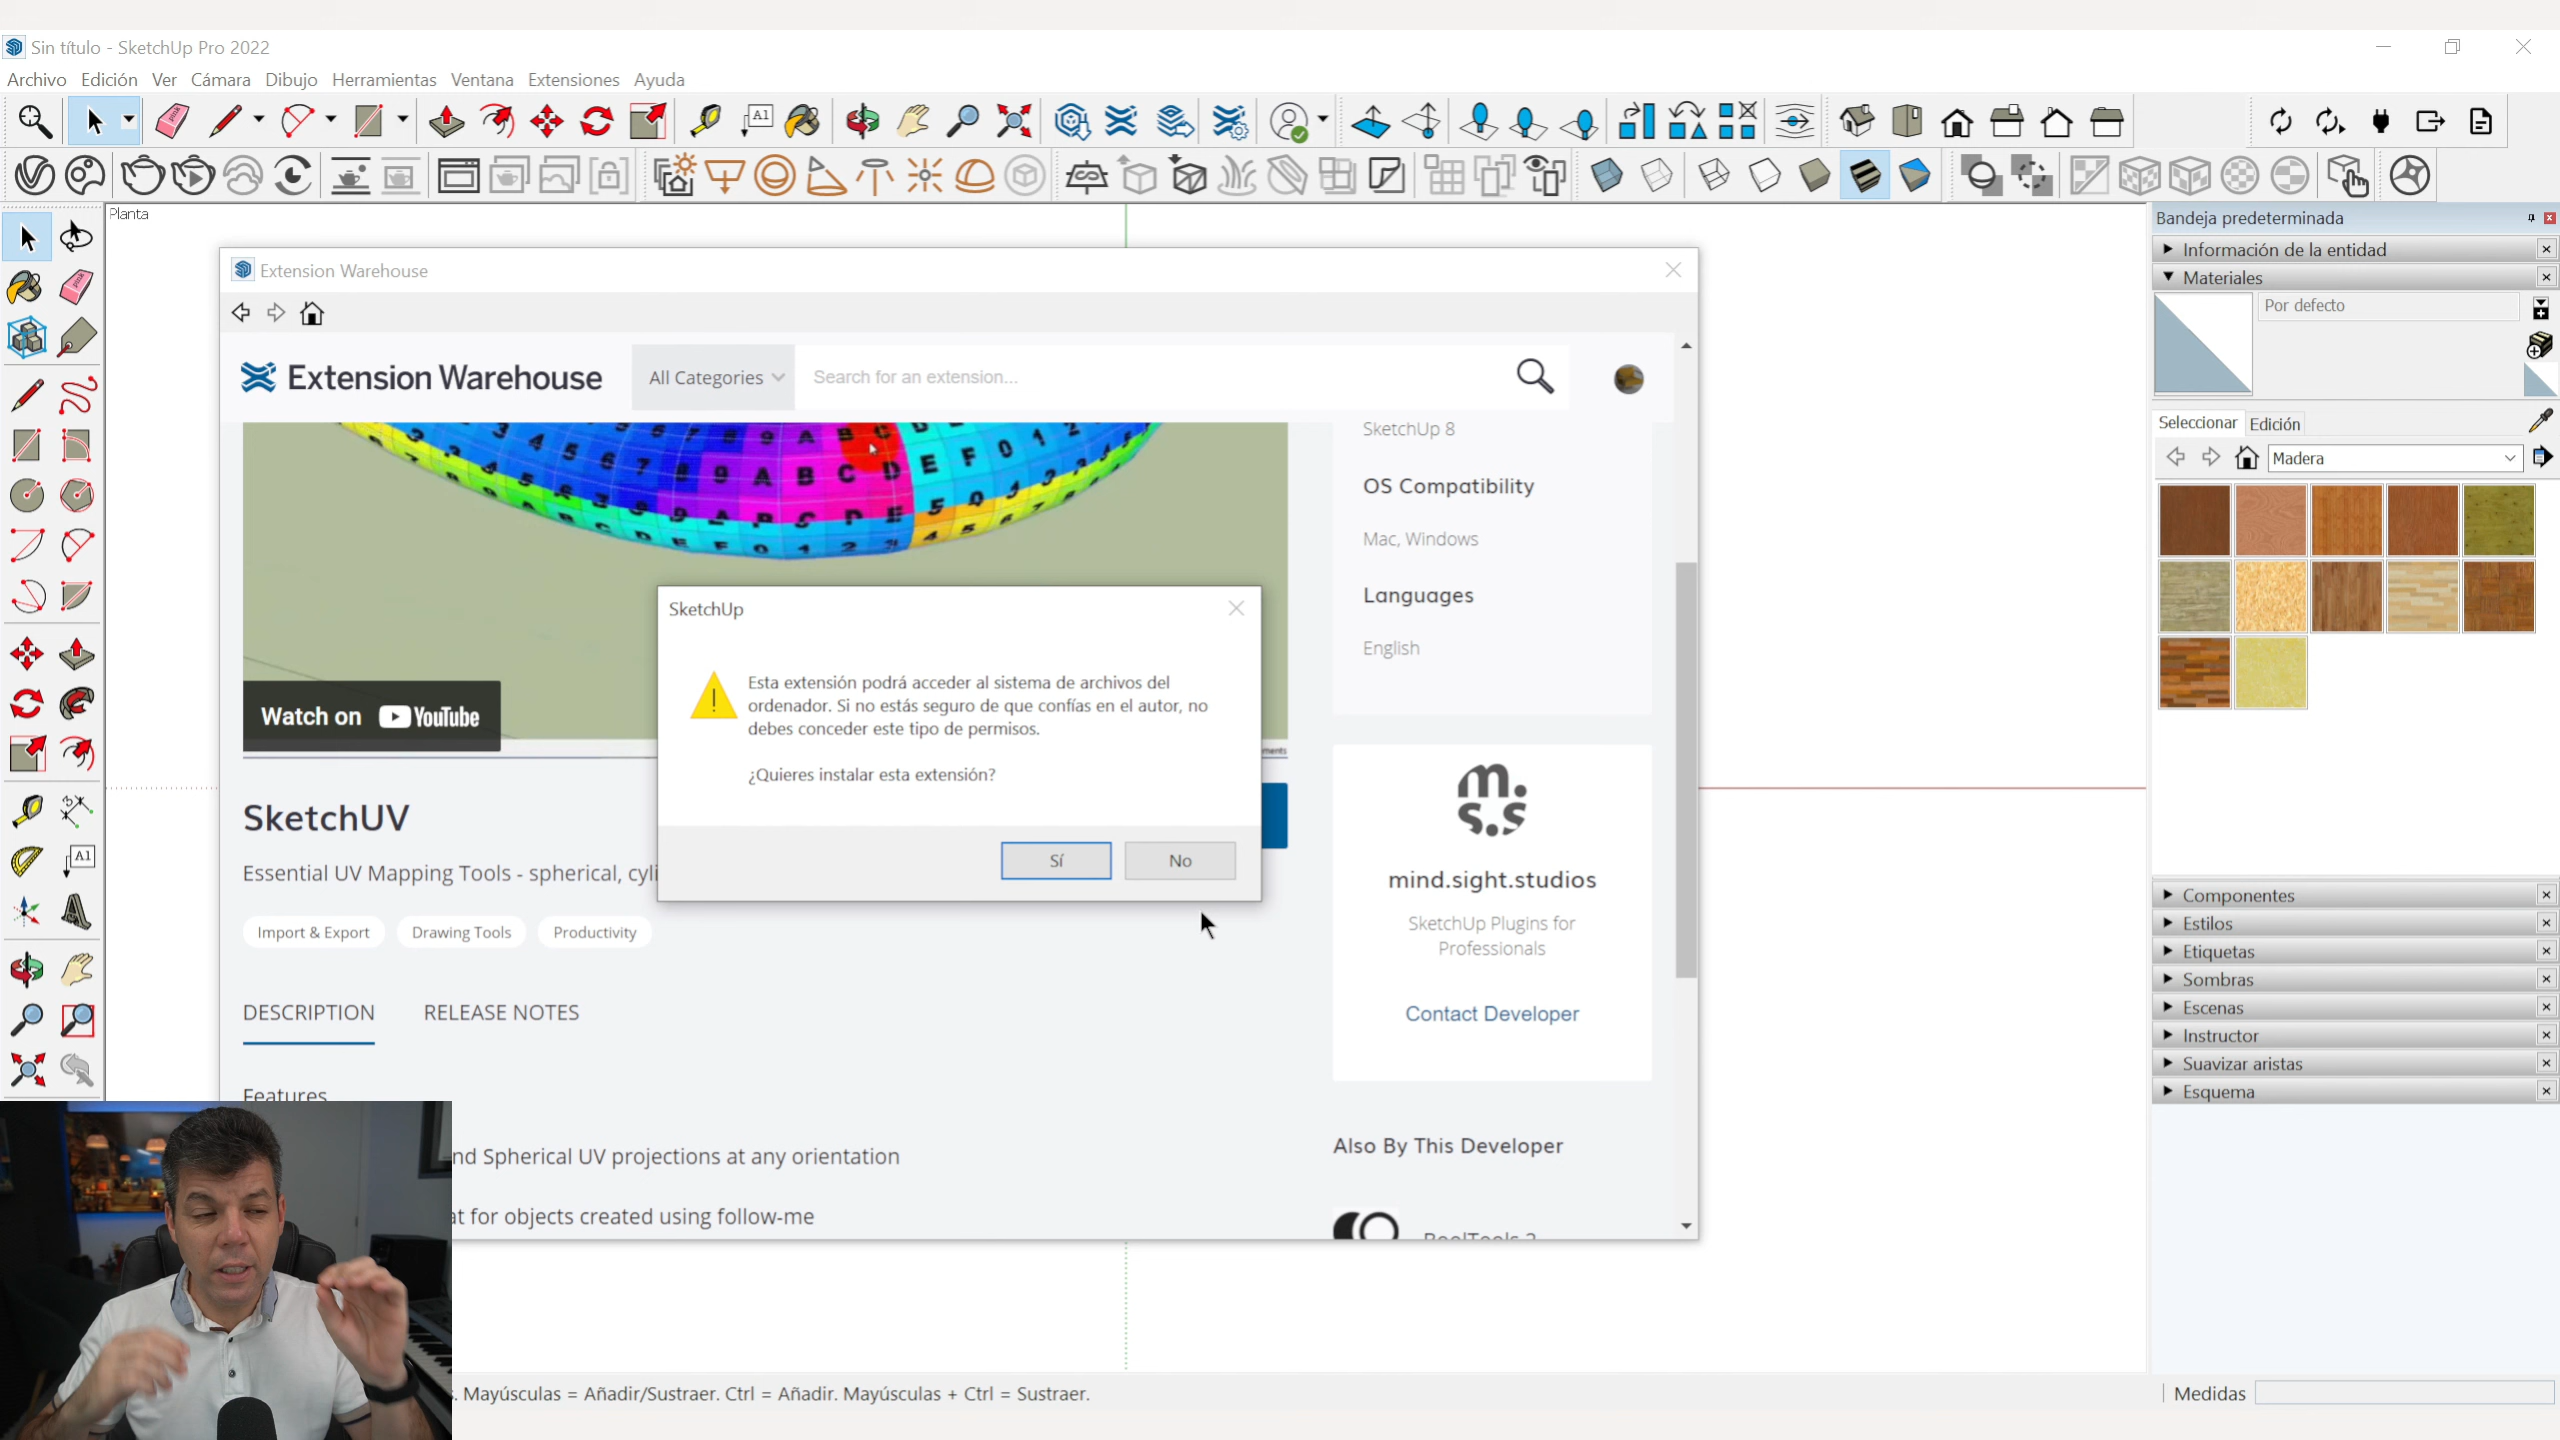 Sin título - SketchUp Pro 2022
Archivo Edición Ver Cámara Dibujo Herramientas Ventana Extensiones Ayuda
Planta
Extension Warehouse
Extension Warehouse
All Categories
Search for an extension...
SketchUp 8
OS Compatibility
Mac, Windows
Languages
English
Watch on YouTube
SketchUp
Esta extensión podrá acceder al sistema de archivos del
ordenador. Si no estás seguro de que confías en el autor, no
debes conceder este tipo de permisos.
¿Quieres instalar esta extensión?
Sí
No
SketchUV
Essential UV Mapping Tools - spherical, cyli
Import & Export
Drawing Tools
Productivity
DESCRIPTION
RELEASE NOTES
Features
nd Spherical UV projections at any orientation
at for objects created using follow-me
m.
s.s
mind.sight.studios
SketchUp Plugins for
Professionals
Contact Developer
Also By This Developer
BoolTools 2
Bandeja predeterminada
Información de la entidad
Materiales
Por defecto
Seleccionar
Edición
Madera
Componentes
Estilos
Etiquetas
Sombras
Escenas
Instructor
Suavizar aristas
Esquema
. Mayúsculas = Añadir/Sustraer. Ctrl = Añadir. Mayúsculas + Ctrl = Sustraer.
Medidas